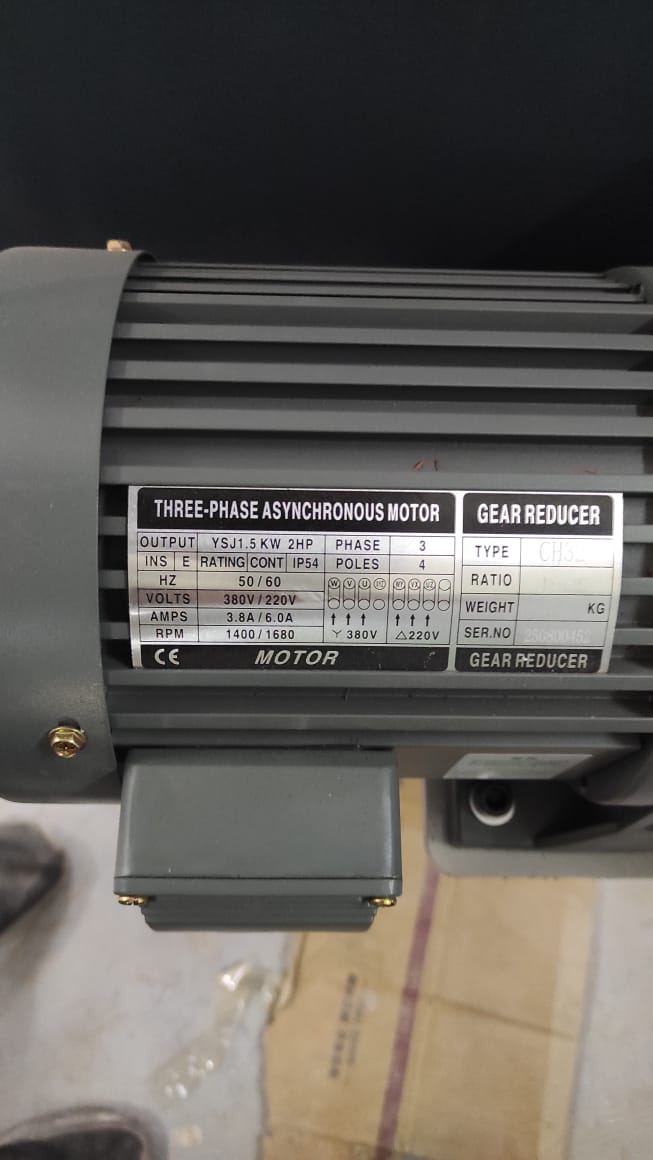 THREE-PHASE ASYNCHRONOUS MOTOR
OUTPUT YSJ1.5 KW 2HP PHASE 3
INS E RATING CONT IP54 POLES 4
HZ 50 / 60
VOLTS 380V / 220V
AMPS 3.8A / 6.0A
RPM 1400 / 1680
W V U
Y 380V △ 220V
CE MOTOR
GEAR REDUCER
TYPE CH32
RATIO
WEIGHT KG
SER.NO
GEAR REDUCER